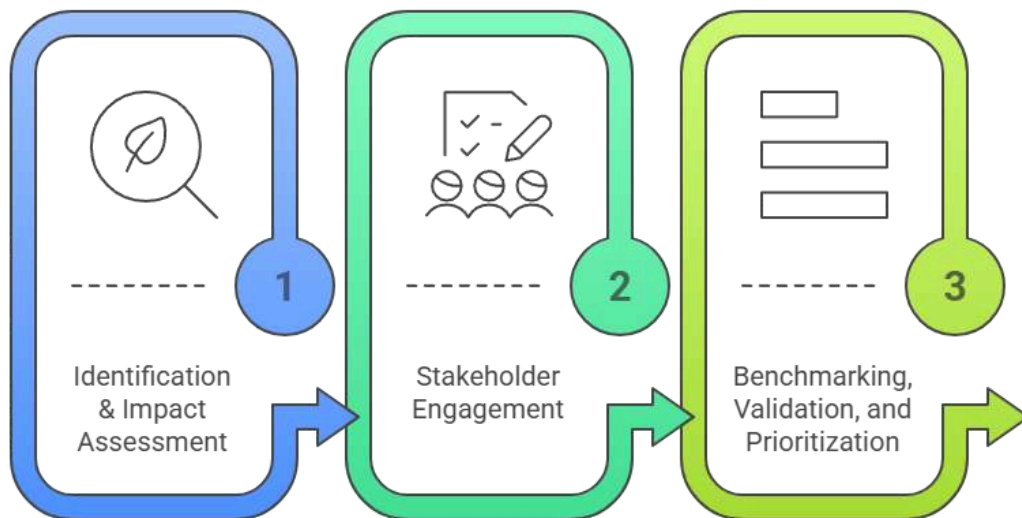 1
Identification
& Impact
Assessment
2
Stakeholder
Engagement
3
Benchmarking,
Validation, and
Prioritization